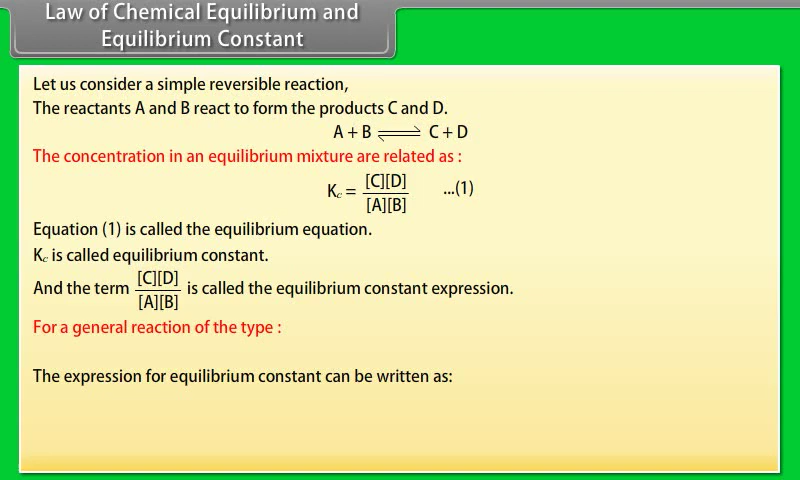 Law of Chemical Equilibrium and
Equilibrium Constant
Let us consider a simple reversible reaction,
The reactants A and B react to form the products C and D.
A + B ⇌ C + D
The concentration in an equilibrium mixture are related as :
K𝑐 = [C][D] / [A][B] ...(1)
Equation (1) is called the equilibrium equation.
K𝑐 is called equilibrium constant.
And the term [C][D] / [A][B] is called the equilibrium constant expression.
For a general reaction of the type :
The expression for equilibrium constant can be written as: